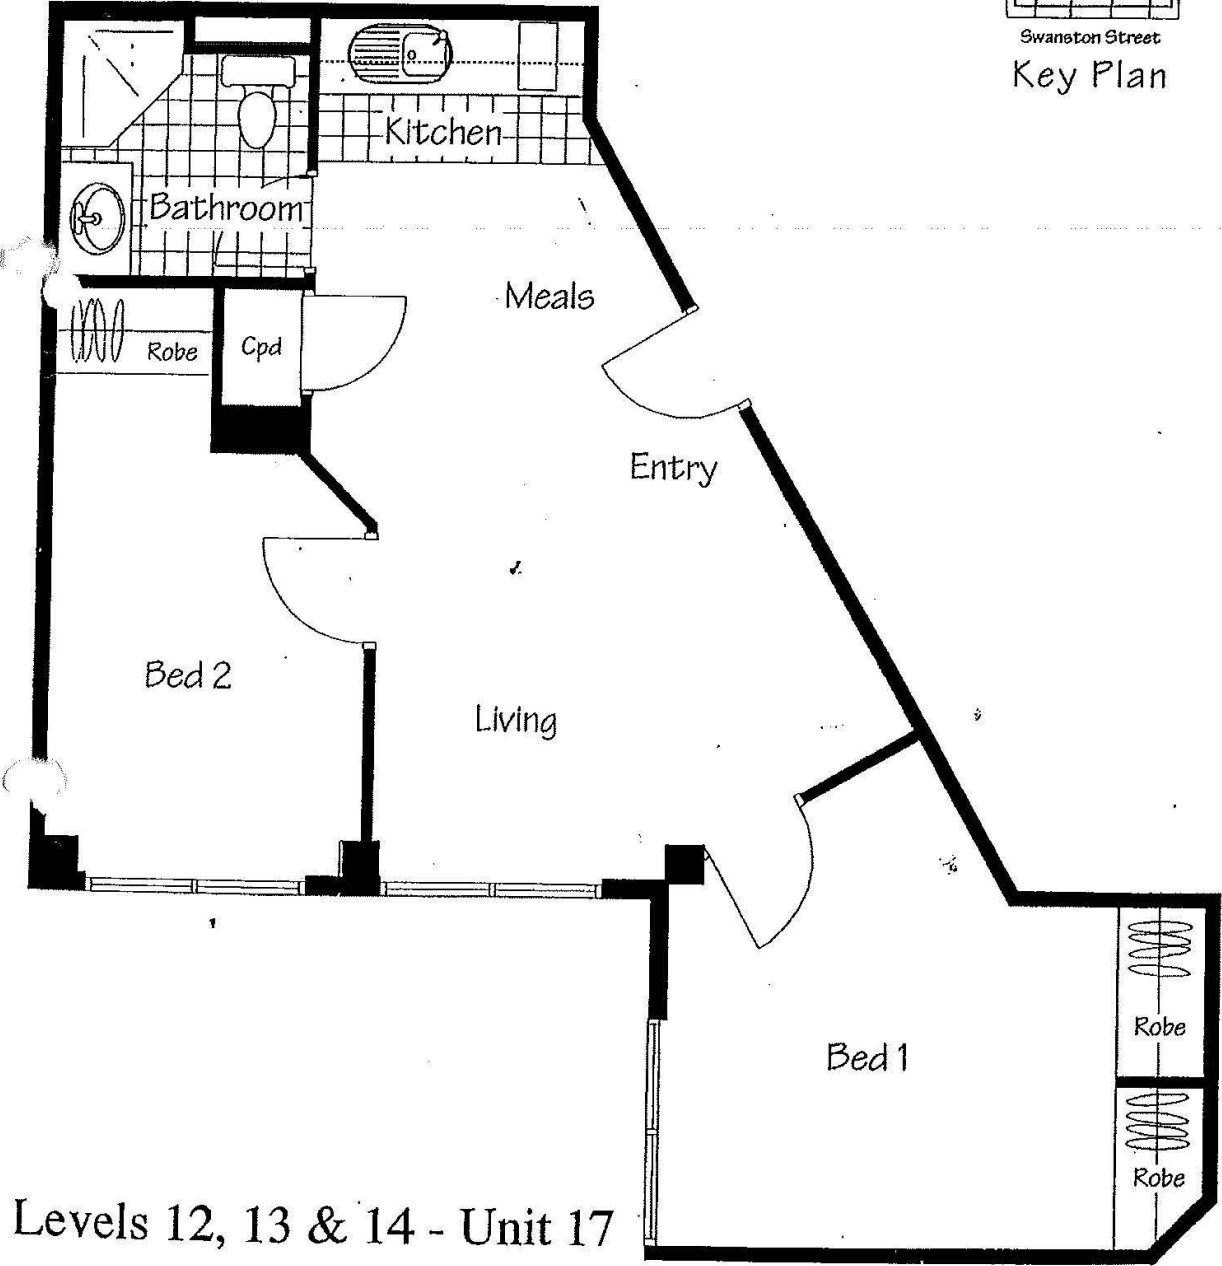 Swanston Street
Key Plan
Kitchen
Bathroom
Meals
Robe
Cpd
Entry
Bed 2
Living
Robe
Bed 1
Robe
Levels 12, 13 & 14 - Unit 17